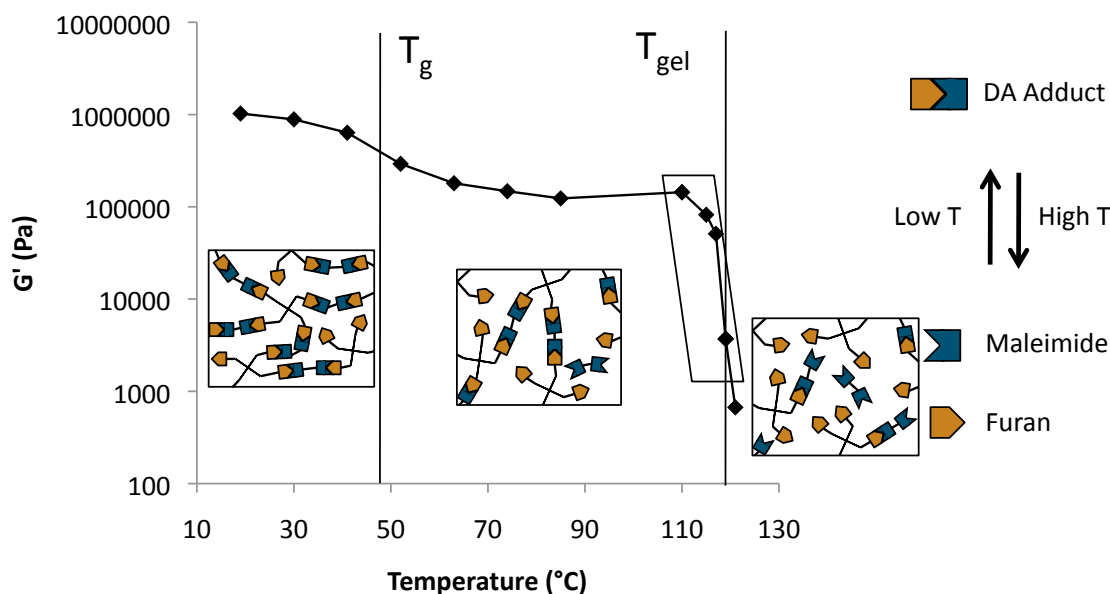 10000000
1000000
100000
10000
1000
100
G' (Pa)
10 30 50 70 90 110 130
Temperature (°C)
Tg
Tgel
DA Adduct
Low T
High T
Maleimide
Furan